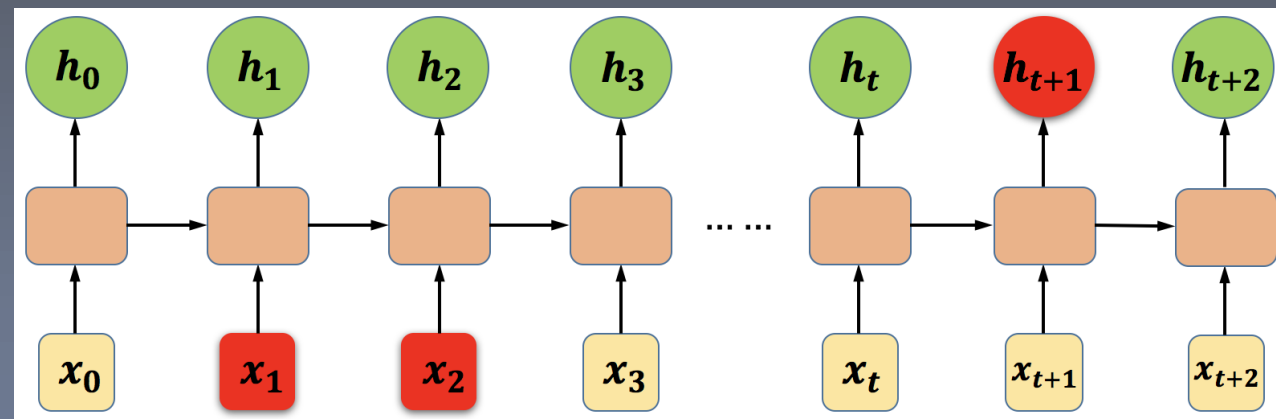 h₀ h₁ h₂ h₃ hₜ hₜ₊₁ hₜ₊₂
... ...
x₀ x₁ x₂ x₃ xₜ xₜ₊₁ xₜ₊₂